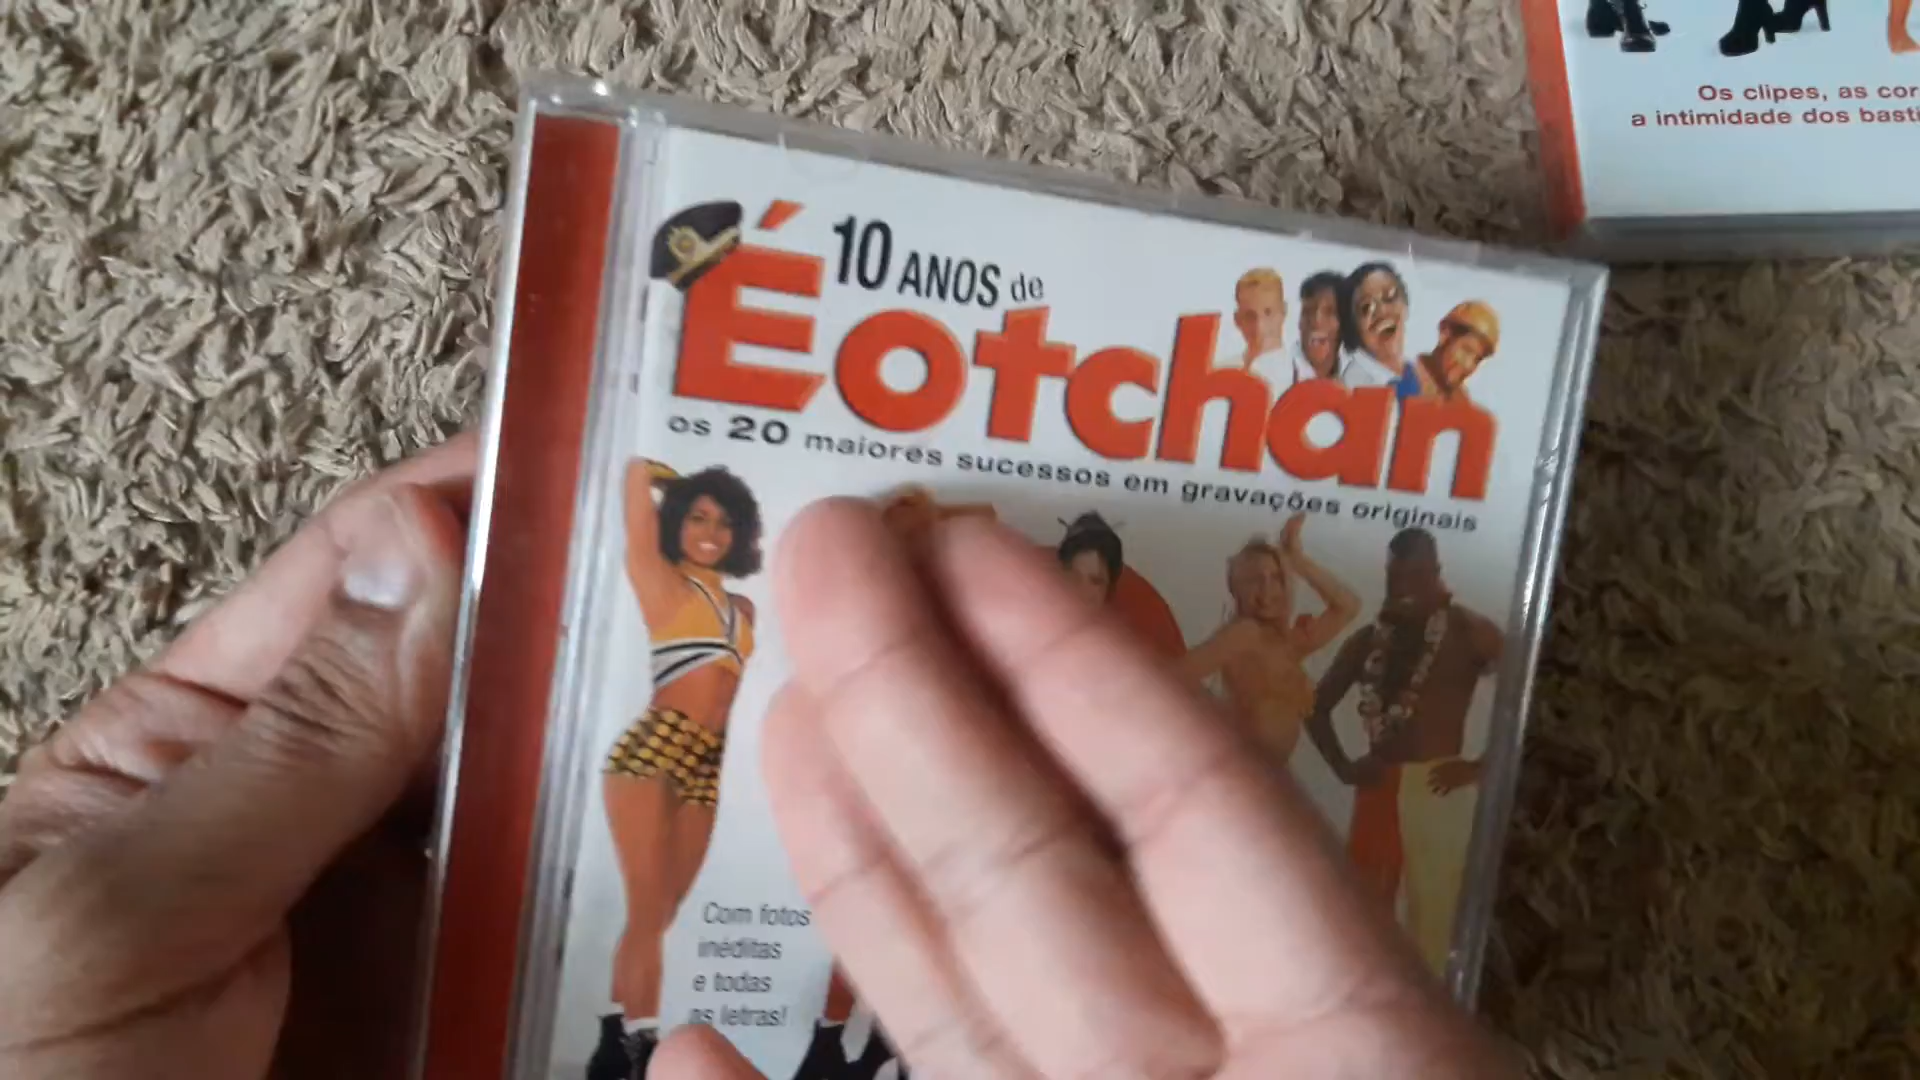 10 ANOS de
Éotchan
os 20 maiores sucessos em gravações originais
Com fotos
inéditas
e todas
as letras!
Os clipes, as cor
a intimidade dos basti